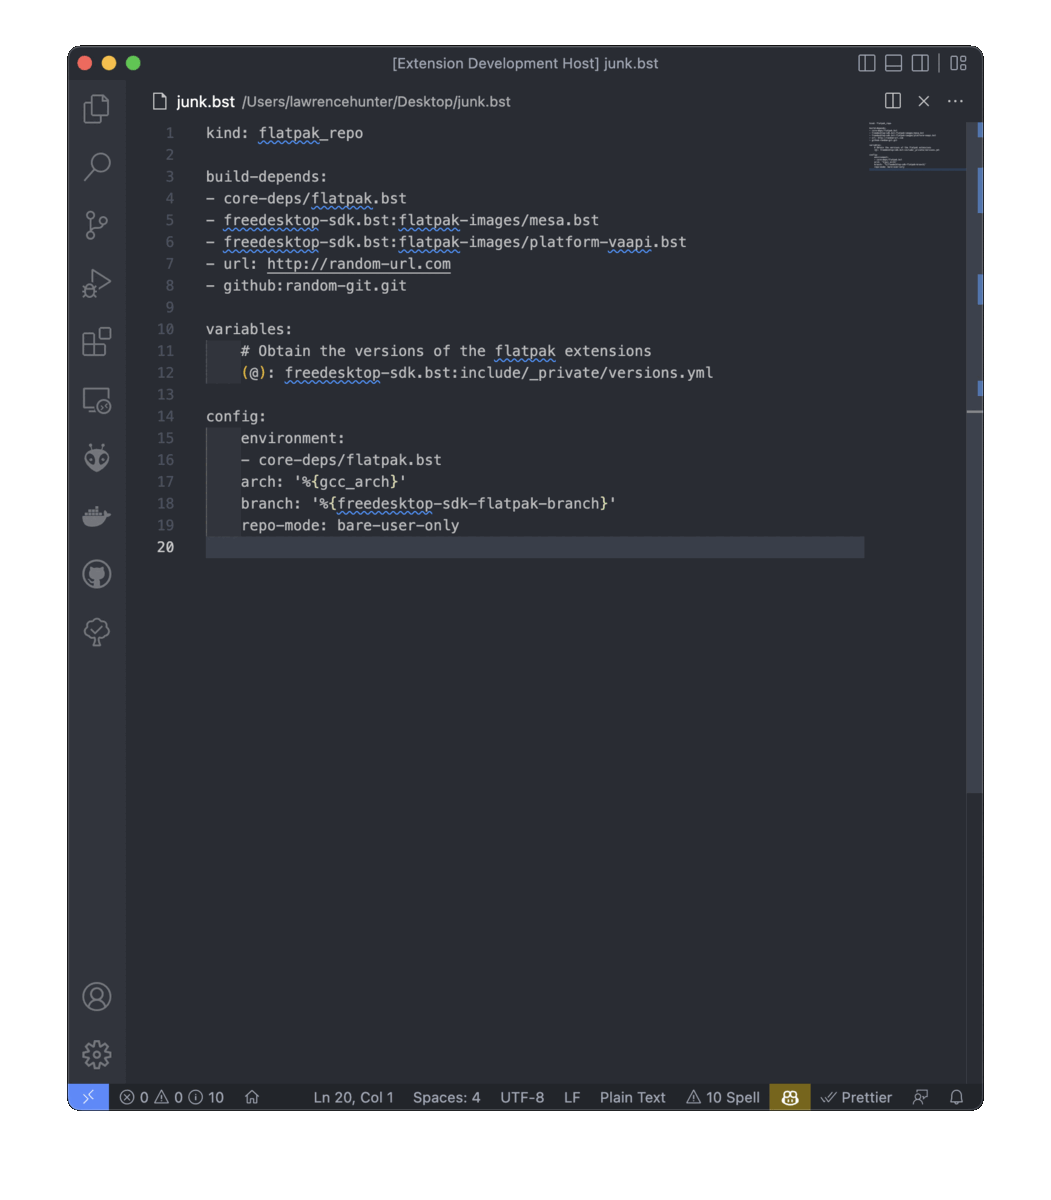 [Extension Development Host] junk.bst
junk.bst /Users/lawrencehunter/Desktop/junk.bst
1 kind: flatpak_repo
2
3 build-depends:
4 - core-deps/flatpak.bst
5 - freedesktop-sdk.bst:flatpak-images/mesa.bst
6 - freedesktop-sdk.bst:flatpak-images/platform-vaapi.bst
7 - url: http://random-url.com
8 - github:random-git.git
9
10 variables:
11     # Obtain the versions of the flatpak extensions
12     (@): freedesktop-sdk.bst:include/_private/versions.yml
13
14 config:
15     environment:
16     - core-deps/flatpak.bst
17     arch: '%{gcc_arch}'
18     branch: '%{freedesktop-sdk-flatpak-branch}'
19     repo-mode: bare-user-only
20
0 0 10 Ln 20, Col 1 Spaces: 4 UTF-8 LF Plain Text 10 Spell Prettier